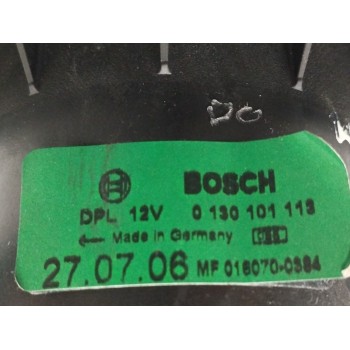 DG
BOSCH
DPL 12V 0 130 101 113
Made in Germany
27.07.06 MF 016070-0384